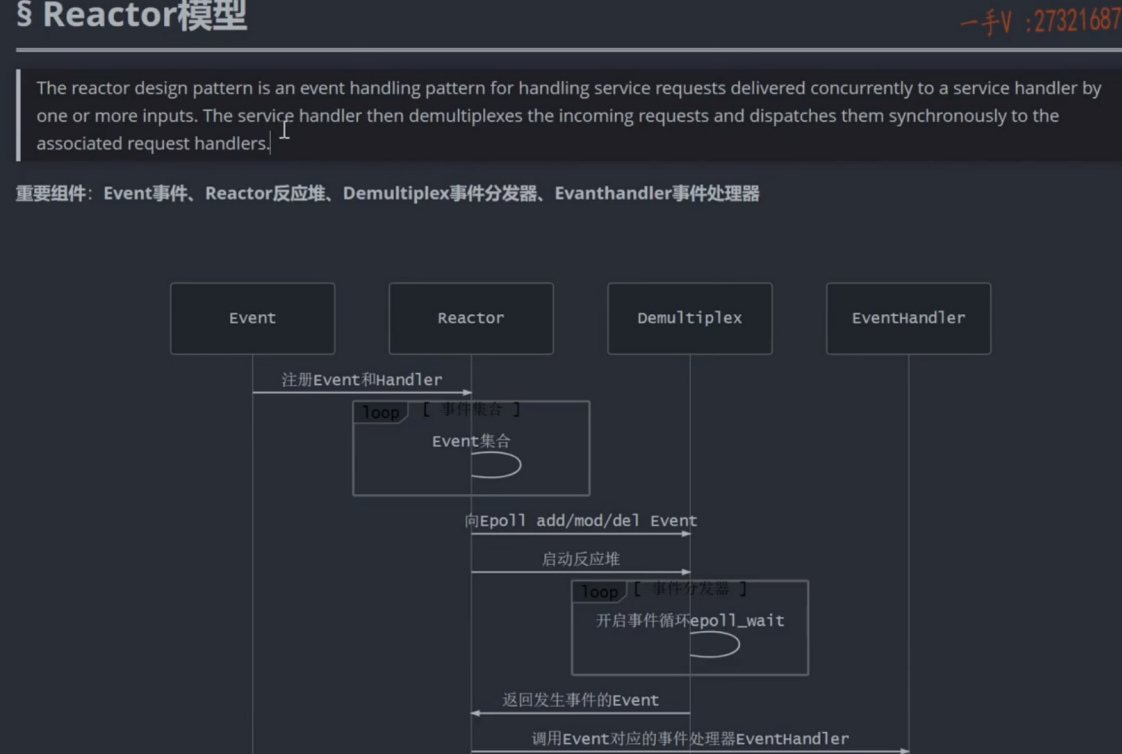 § Reactor模型
一手V :27321687
The reactor design pattern is an event handling pattern for handling service requests delivered concurrently to a service handler by
one or more inputs. The service handler then demultiplexes the incoming requests and dispatches them synchronously to the
associated request handlers.
重要组件：Event事件、Reactor反应堆、Demultiplex事件分发器、Evanthandler事件处理器
Event
Reactor
Demultiplex
EventHandler
注册Event和Handler
loop [ 事件集合 ]
Event集合
向Epoll add/mod/del Event
启动反应堆
loop [ 事件分发器 ]
开启事件循环epoll_wait
返回发生事件的Event
调用Event对应的事件处理器EventHandler